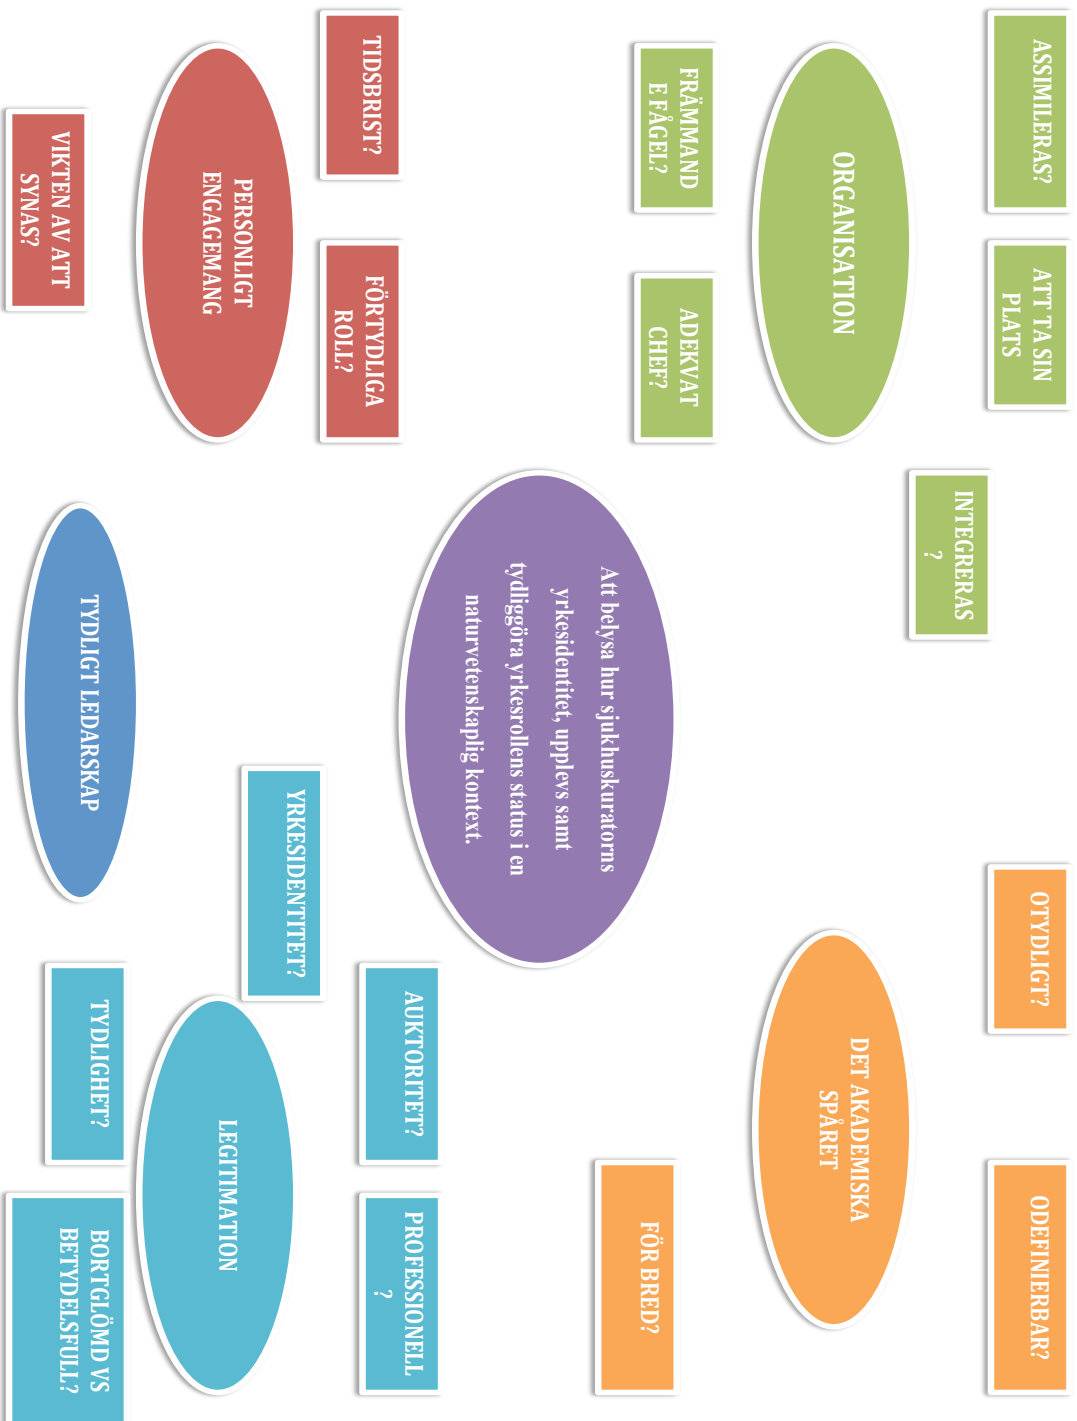 ASSIMILERAS?
ATT TA SIN
PLATS
INTEGRERAS
?
OTYDLIGT?
ODEFINIERBAR?
ORGANISATION
DET AKADEMISKA
SPÅRET
FRÄMMAND
E FÅGEL?
ADEKVAT
CHEF?
FÖR BRED?
Att belysa hur sjukhuskuratorns
yrkesidentitet, upplevs samt
tydliggöra yrkesrollens status i en
naturvetenskaplig kontext.
TIDSBRIST?
FÖRTYDLIGA
ROLL?
AUKTORITET?
PROFESSIONELL
?
YRKESIDENTITET?
PERSONLIGT
ENGAGEMANG
LEGITIMATION
TYDLIGT LEDARSKAP
TYDLIGHET?
VIKTEN AV ATT
SYNAS?
BORTGLÖMD VS
BETYDELSFULL?